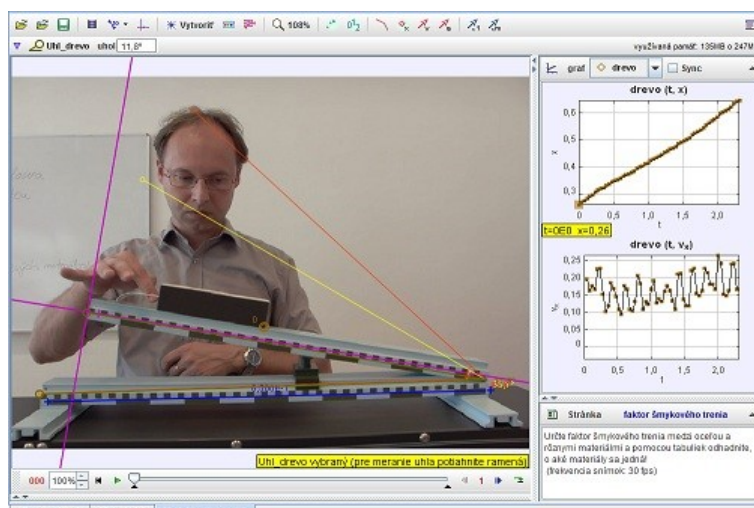 Vytvoriť 108%
Uhl_drevo uhol 11,8° využívaná pamäť: 135MB o 247M
graf drevo Sync
drevo (t, x)
0,6
0,5
0,4
0,3
x
0 0,5 1,0 1,5 2,0
t
t=0E0 x=0,26
drevo (t, vx)
0,25
0,20
0,15
0,10
0,05
0
vx
0 0,5 1,0 1,5 2,0
t
0
Stránka faktor šmykového trenia
Určte faktor šmykového trenia medzi oceľou a
rôznymi materiálmi a pomocou tabuliek odhadnite,
o aké materiály sa jedná!
(frekvencia snímok: 30 fps)
Uhl_drevo vybraný (pre meranie uhla potiahnite ramená)
000 100% 1